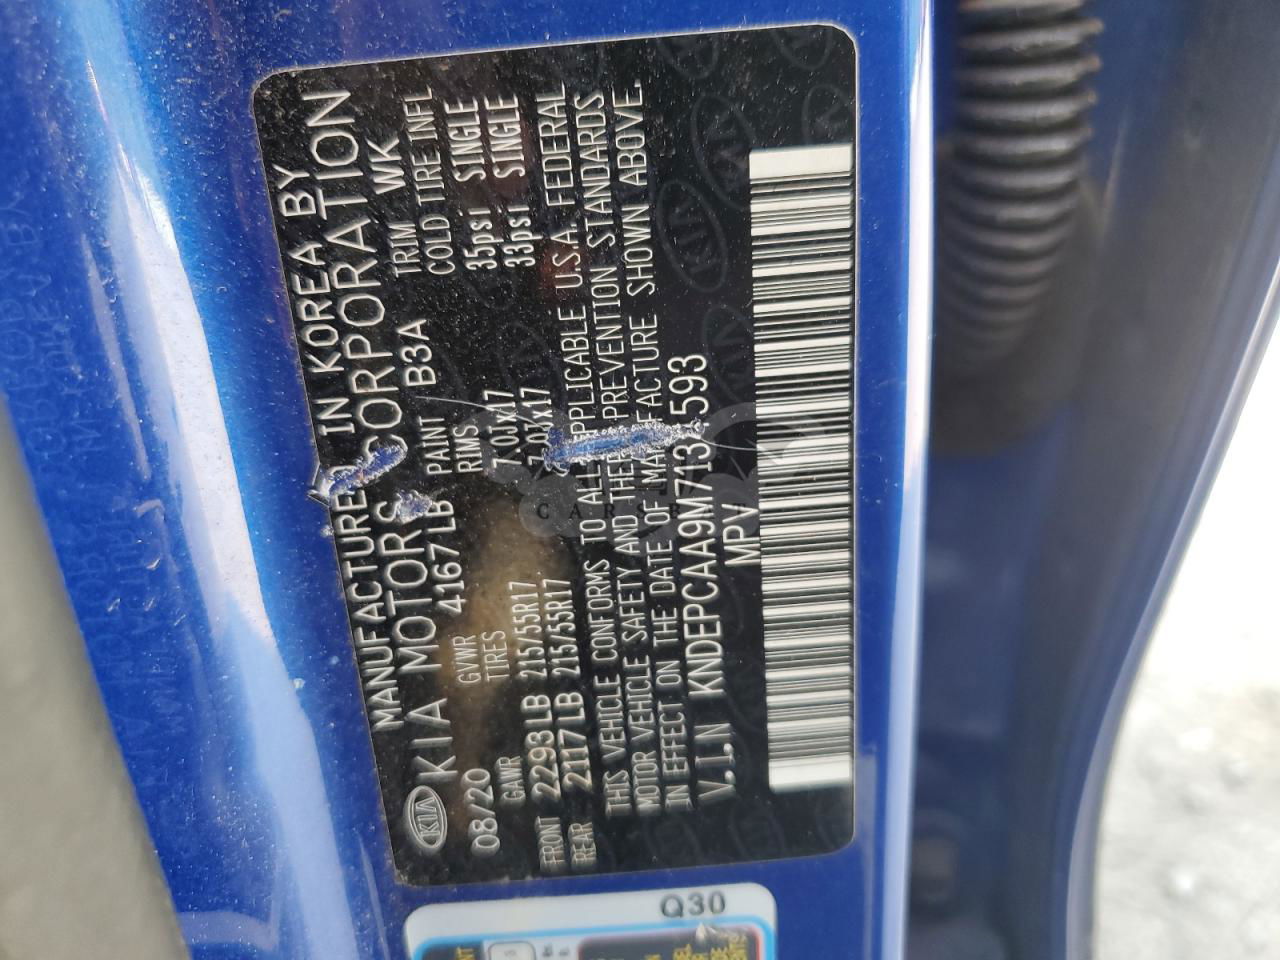 MANUFACTURED IN KOREA BY
KIA KIA MOTORS CORPORATION
08/20 GVWR 4167LB PAINT B3A TRIM WK
GAWR TIRES RIMS COLD TIRE INFL
FRONT 2293LB 215/55R17 7.0Jx17 35psi SINGLE
REAR 2117LB 215/55R17 7.0Jx17 33psi SINGLE
THIS VEHICLE CONFORMS TO ALL APPLICABLE U.S.A. FEDERAL
MOTOR VEHICLE SAFETY AND THEFT PREVENTION STANDARDS
IN EFFECT ON THE DATE OF MANUFACTURE SHOWN ABOVE.
V.I.N KNDEPCAA9M713 593
MPV
CARSBIT
Q30